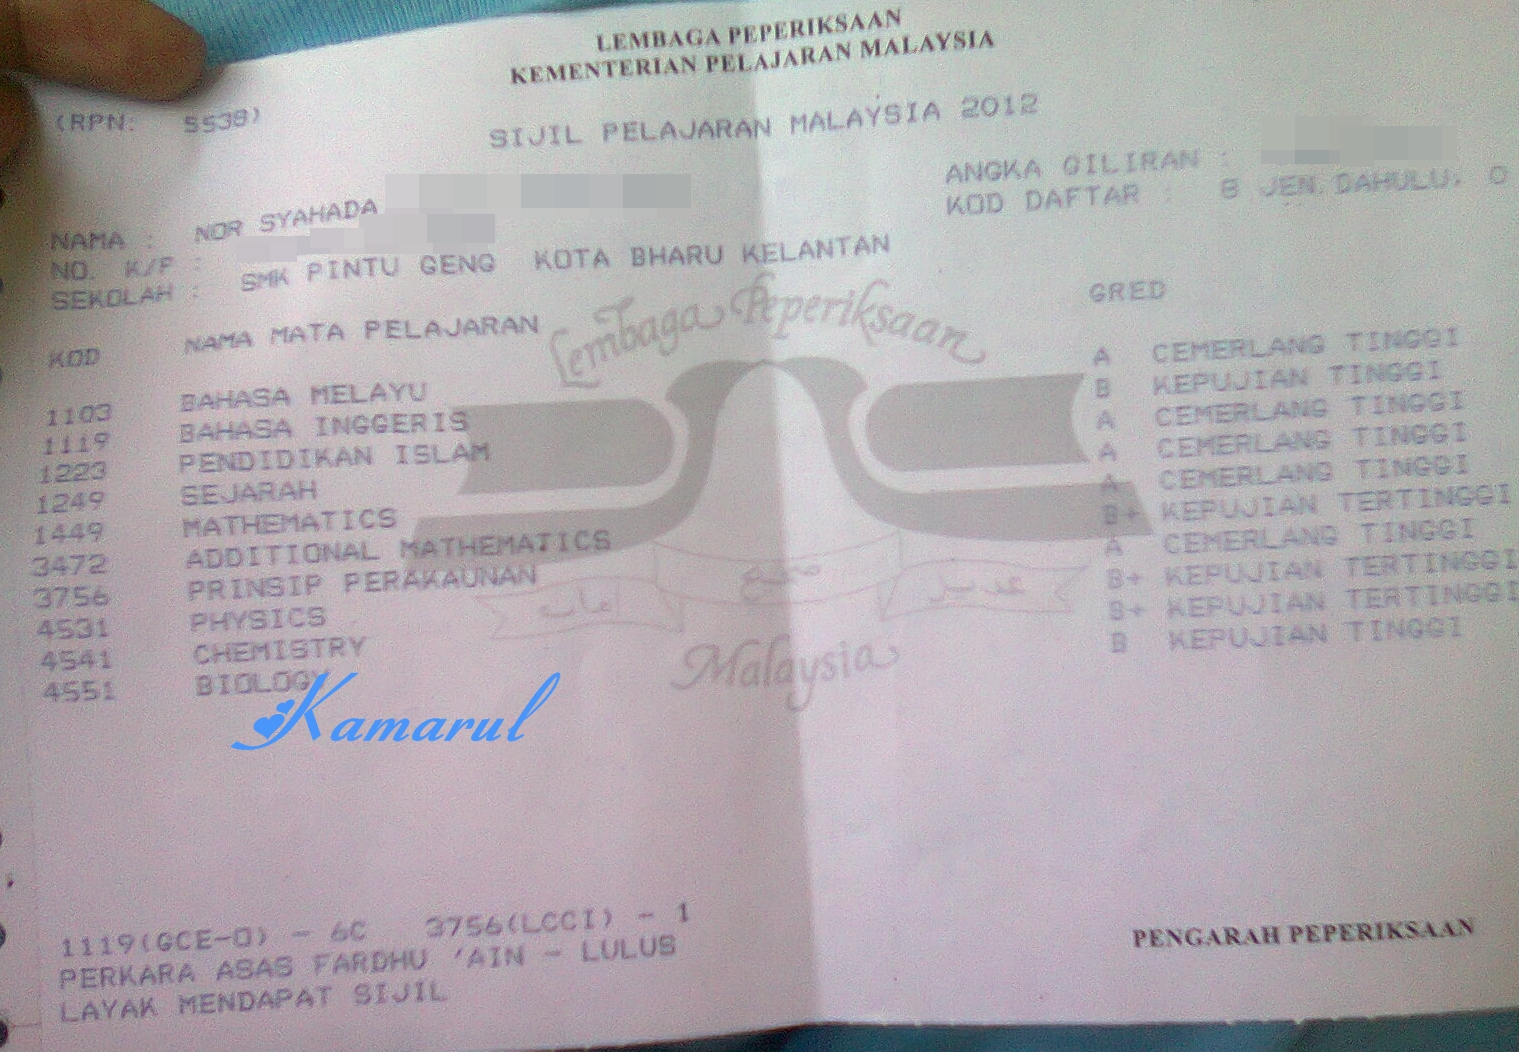 LEMBAGA PEPERIKSAAN
KEMENTERIAN PELAJARAN MALAYSIA
(RPN: 5538)
SIJIL PELAJARAN MALAYSIA 2012
ANGKA GILIRAN :
KOD DAFTAR : B JEN.DAHULU. 0
NAMA : NOR SYAHADA
NO. K/P :
SEKOLAH : SMK PINTU GENG KOTA BHARU KELANTAN
KOD NAMA MATA PELAJARAN GRED
1103 BAHASA MELAYU A CEMERLANG TINGGI
1119 BAHASA INGGERIS B KEPUJIAN TINGGI
1223 PENDIDIKAN ISLAM A CEMERLANG TINGGI
1249 SEJARAH A CEMERLANG TINGGI
1449 MATHEMATICS A CEMERLANG TINGGI
3472 ADDITIONAL MATHEMATICS B+ KEPUJIAN TERTINGGI
3756 PRINSIP PERAKAUNAN A CEMERLANG TINGGI
4531 PHYSICS B+ KEPUJIAN TERTINGGI
4541 CHEMISTRY B+ KEPUJIAN TERTINGGI
4551 BIOLOGY B KEPUJIAN TINGGI
Lembaga Peperiksaan
Malaysia
Kamarul
1119(GCE-O) - 6C 3756(LCCI) - 1
PERKARA ASAS FARDHU 'AIN - LULUS
LAYAK MENDAPAT SIJIL
PENGARAH PEPERIKSAAN